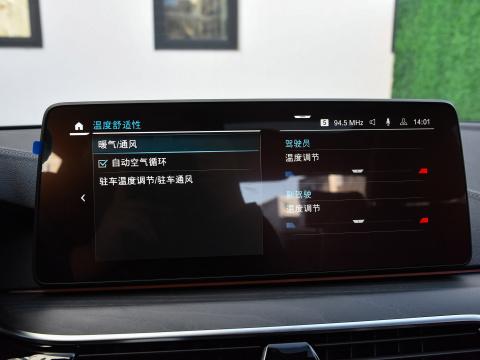 温度舒适性
S 94.5 MHz 14:01
暖气/通风
自动空气循环
驻车温度调节/驻车通风
驾驶员
温度调节
副驾驶
温度调节